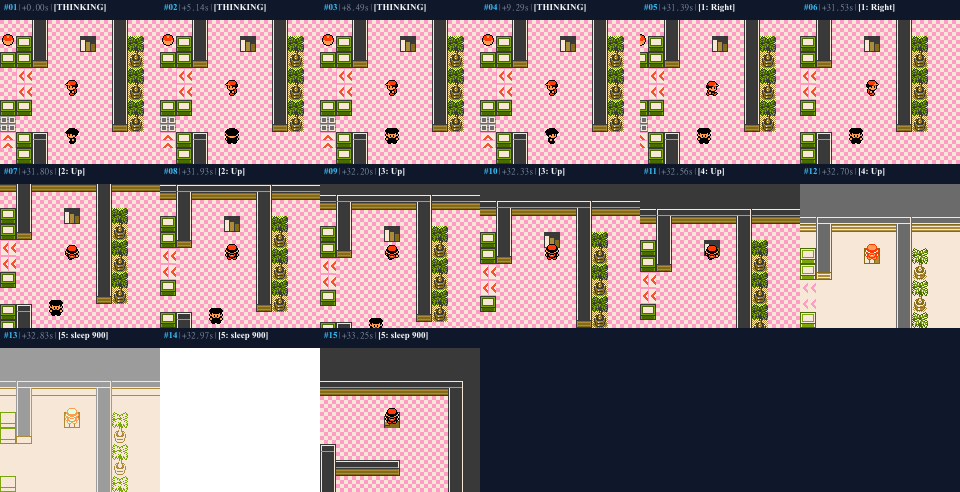 #01|+0.00s| [THINKING]
#02|+5.14s| [THINKING]
#03|+8.49s| [THINKING]
#04|+9.29s| [THINKING]
#05|+31.39s| [1: Right]
#06|+31.53s| [1: Right]
#07|+31.80s| [2: Up]
#08|+31.93s| [2: Up]
#09|+32.20s| [3: Up]
#10|+32.33s| [3: Up]
#11|+32.56s| [4: Up]
#12|+32.70s| [4: Up]
#13|+32.83s| [5: sleep 900]
#14|+32.97s| [5: sleep 900]
#15|+33.25s| [5: sleep 900]